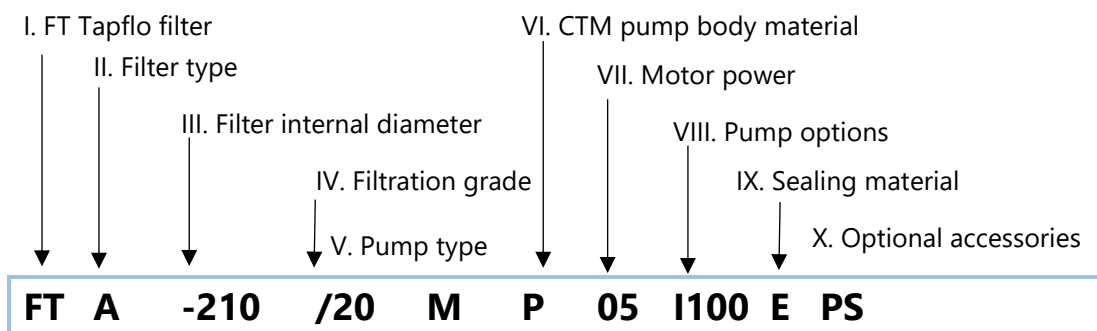 I. FT Tapflo filter
VI. CTM pump body material
II. Filter type
VII. Motor power
III. Filter internal diameter
VIII. Pump options
IV. Filtration grade
IX. Sealing material
V. Pump type
X. Optional accessories
FT A -210 /20 M P 05 I100 E PS